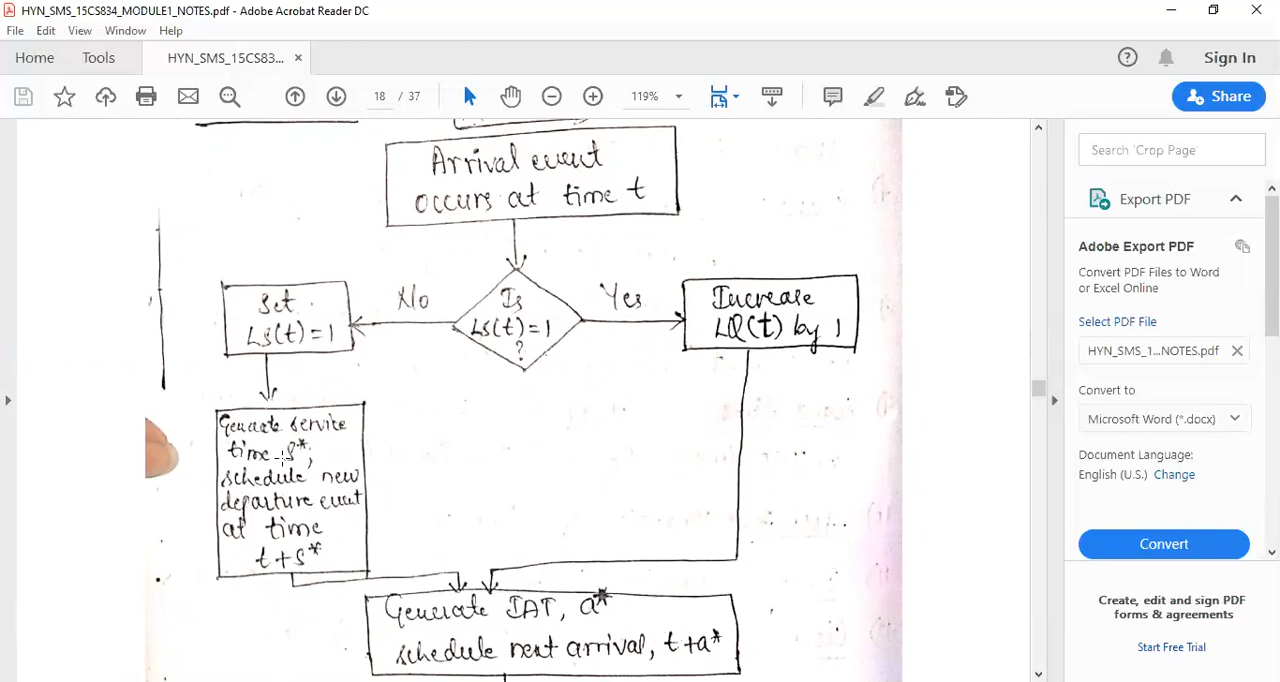 HYN_SMS_15CS834_MODULE1_NOTES.pdf - Adobe Acrobat Reader DC
File Edit View Window Help
Home Tools HYN_SMS_15CS83... ×
Sign In
18 / 37
119%
Share
Arrival event
occurs at time t
Is
LS(t)=1
?
No
Yes
Set
LS(t)=1
Increase
LQ(t) by 1
Generate service
time s*;
schedule new
departure event
at time
t+s*
Generate IAT, a*
schedule next arrival, t+a*
Search 'Crop Page'
Export PDF
Adobe Export PDF
Convert PDF Files to Word
or Excel Online
Select PDF File
HYN_SMS_1...NOTES.pdf
Convert to
Microsoft Word (*.docx)
Document Language:
English (U.S.) Change
Convert
Create, edit and sign PDF
forms & agreements
Start Free Trial